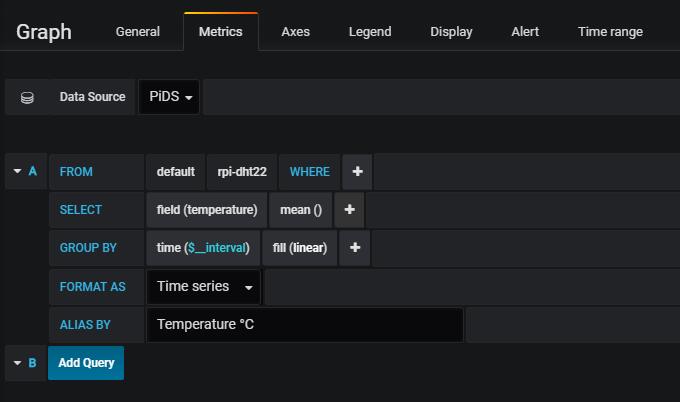 Graph General Metrics Axes Legend Display Alert Time range
Data Source PiDS
A FROM default rpi-dht22 WHERE +
SELECT field (temperature) mean () +
GROUP BY time ($__interval) fill (linear) +
FORMAT AS Time series
ALIAS BY Temperature °C
B Add Query